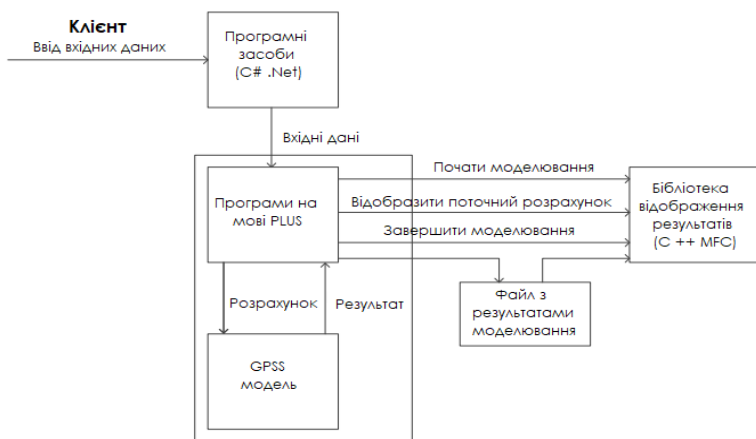 Клієнт
Ввід вхідних даних
Програмні
засоби
(C# .Net)
Вхідні дані
Програми на
мові PLUS
Почати моделювання
Відобразити поточний розрахунок
Завершити моделювання
Бібліотека
відображення
результатів
(C ++ MFC)
Файл з
результатами
моделювання
Розрахунок
Результат
GPSS
модель